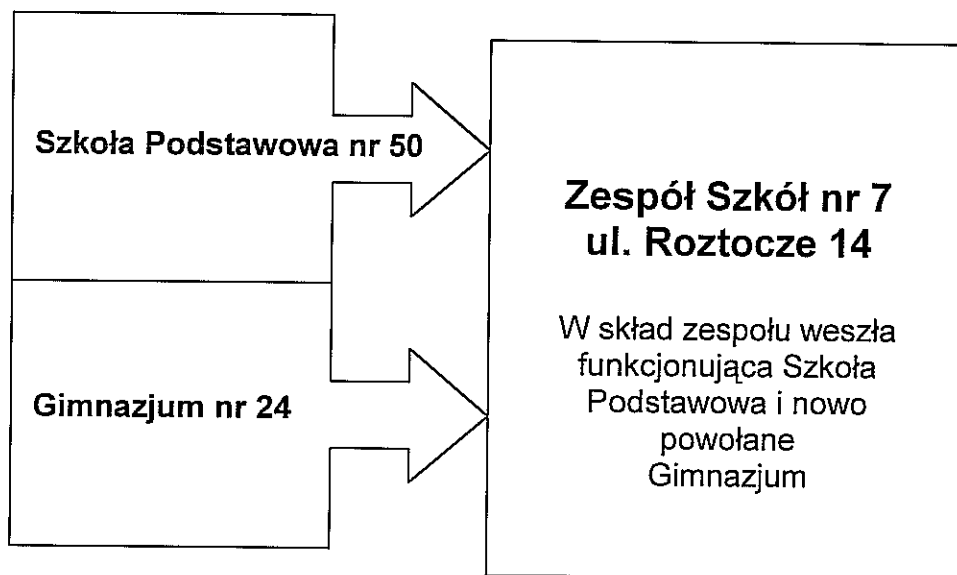 Szkoła Podstawowa nr 50
Gimnazjum nr 24
Zespół Szkół nr 7
ul. Roztocze 14
W skład zespołu weszła
funkcjonująca Szkoła
Podstawowa i nowo
powołane
Gimnazjum